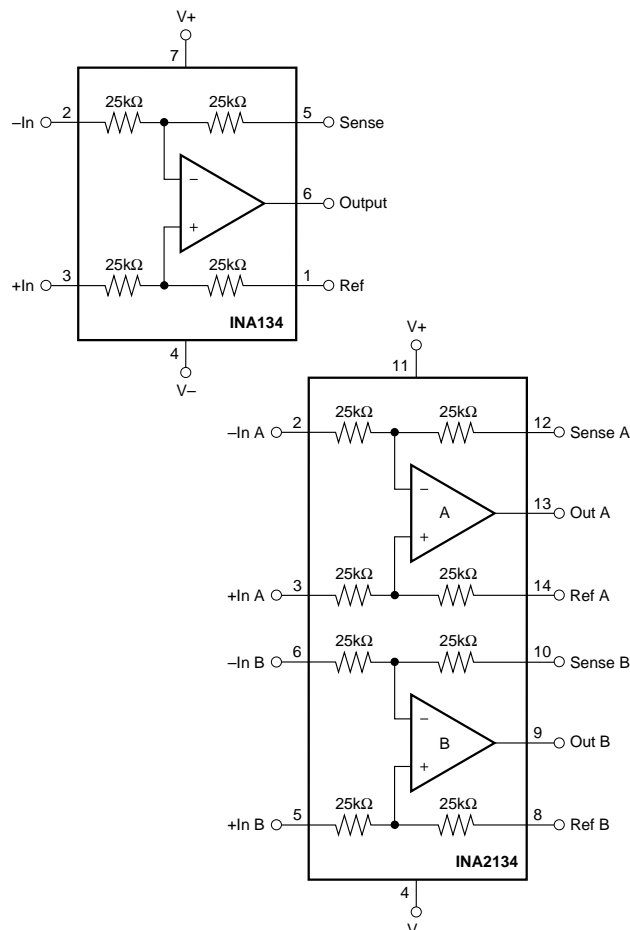 V+
7
25kΩ 25kΩ
–In 2 5 Sense
–
6 Output
+
25kΩ 25kΩ
+In 3 1 Ref
INA134
4
V–
V+
11
25kΩ 25kΩ
–In A 2 12 Sense A
–
A 13 Out A
+
25kΩ 25kΩ
+In A 3 14 Ref A
25kΩ 25kΩ
–In B 6 10 Sense B
–
B 9 Out B
+
25kΩ 25kΩ
+In B 5 8 Ref B
INA2134
4